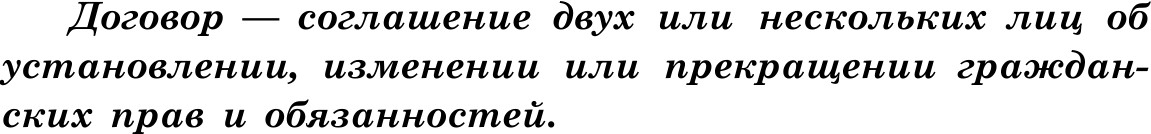 Договор — соглашение двух или нескольких лиц об
установлении, изменении или прекращении граждан-
ских прав и обязанностей.